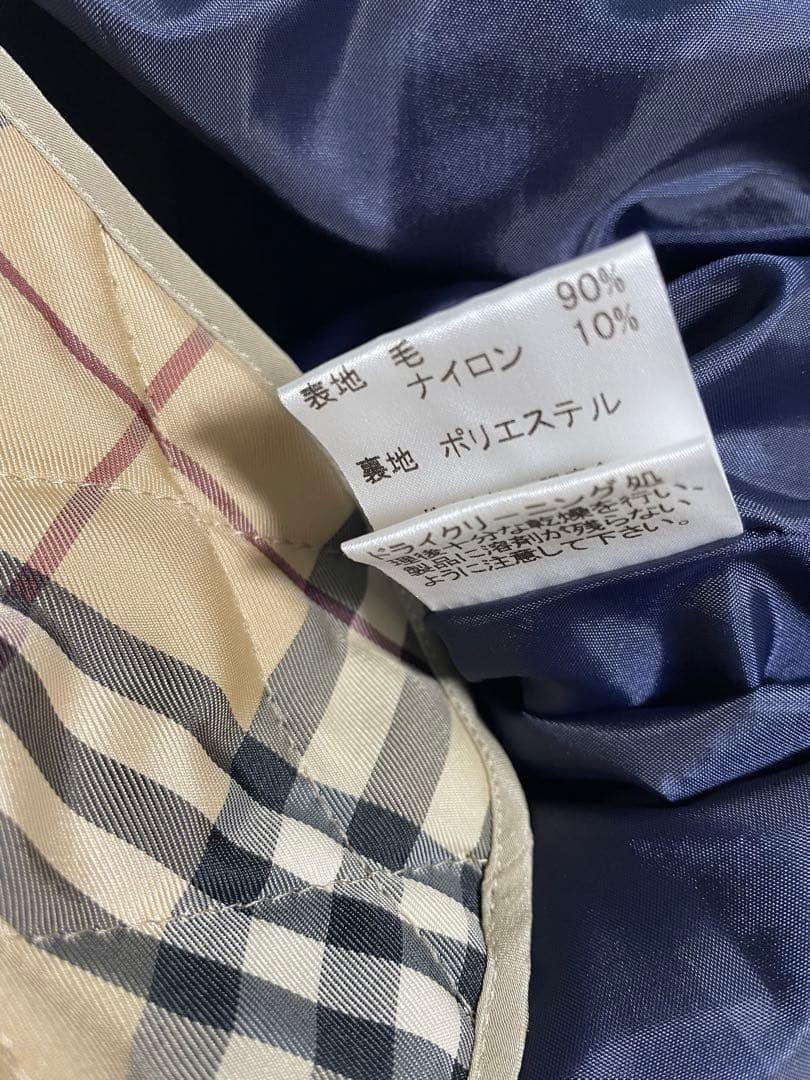 表地 毛 90%
ナイロン 10%
裏地 ポリエステル
ドライクリーニング処
理後十分な乾燥を行い、
製品に溶剤が残らない
ように注意して下さい。